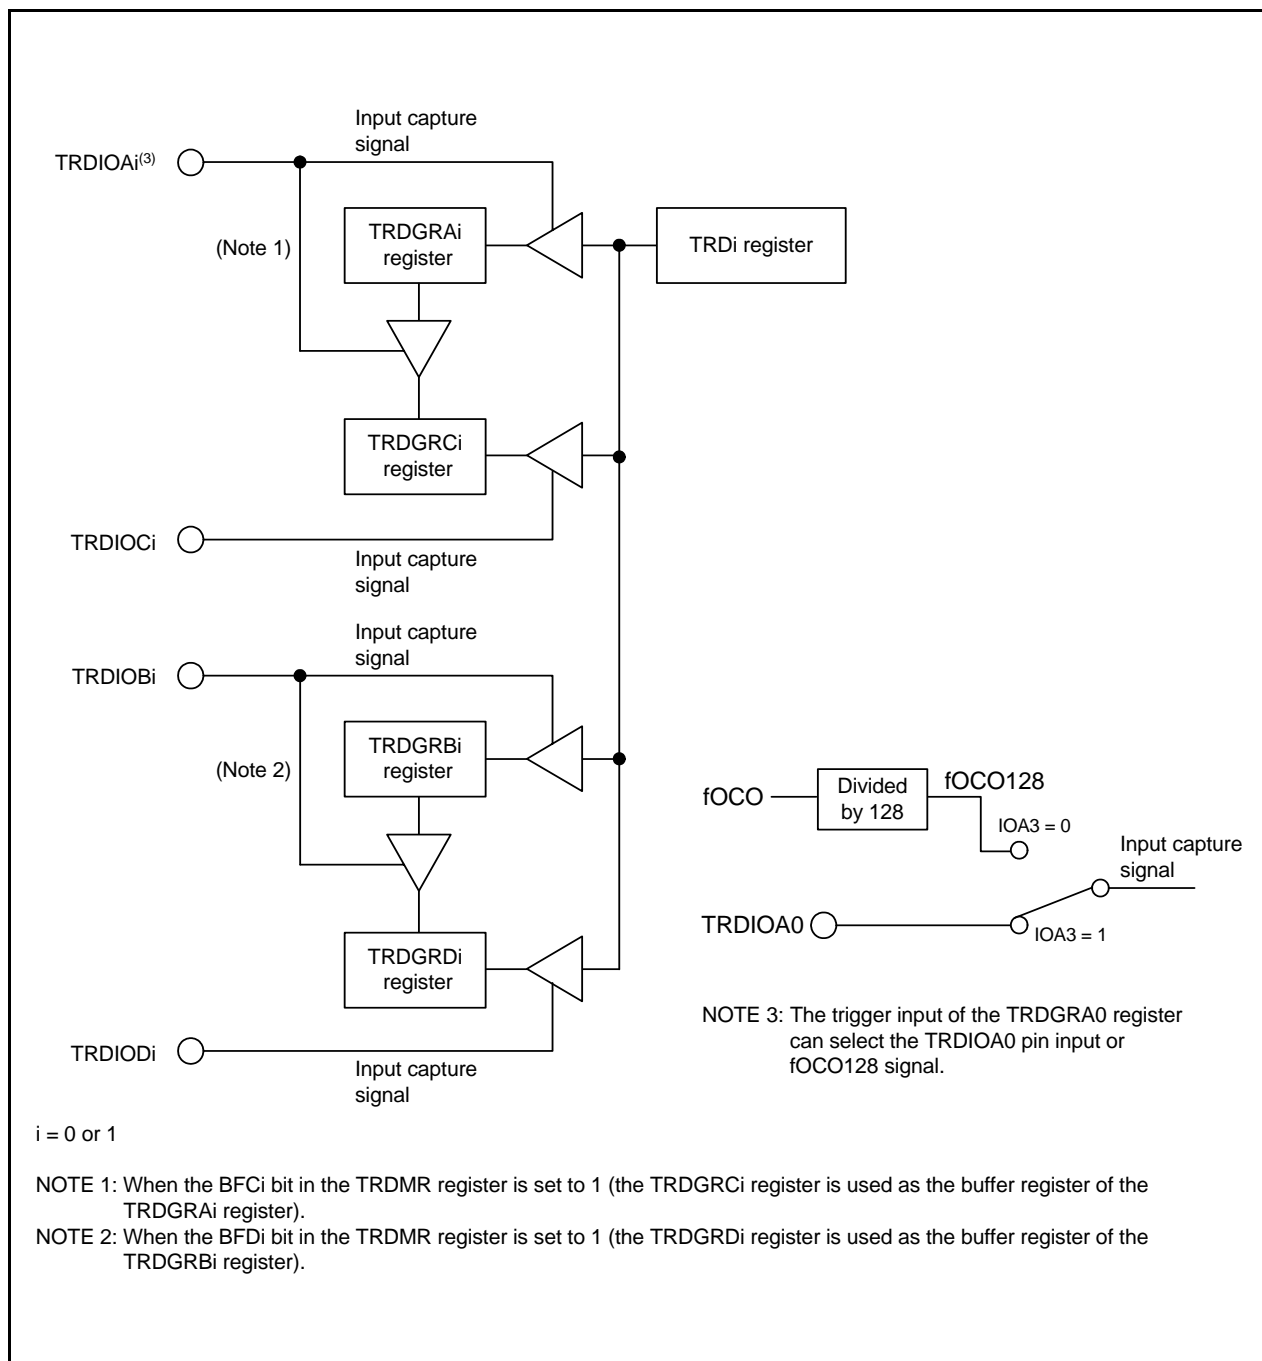 Input capture
signal
TRDIOAi(3)
TRDGRAi
register
TRDi register
(Note 1)
TRDGRCi
register
TRDIOCi
Input capture
signal
Input capture
signal
TRDIOBi
TRDGRBi
register
(Note 2)
fOCO
Divided
by 128
fOCO128
IOA3 = 0
Input capture
signal
TRDIOA0
IOA3 = 1
TRDGRDi
register
NOTE 3: The trigger input of the TRDGRA0 register
can select the TRDIOA0 pin input or
fOCO128 signal.
TRDIODi
Input capture
signal
i = 0 or 1
NOTE 1: When the BFCi bit in the TRDMR register is set to 1 (the TRDGRCi register is used as the buffer register of the
TRDGRAi register).
NOTE 2: When the BFDi bit in the TRDMR register is set to 1 (the TRDGRDi register is used as the buffer register of the
TRDGRBi register).